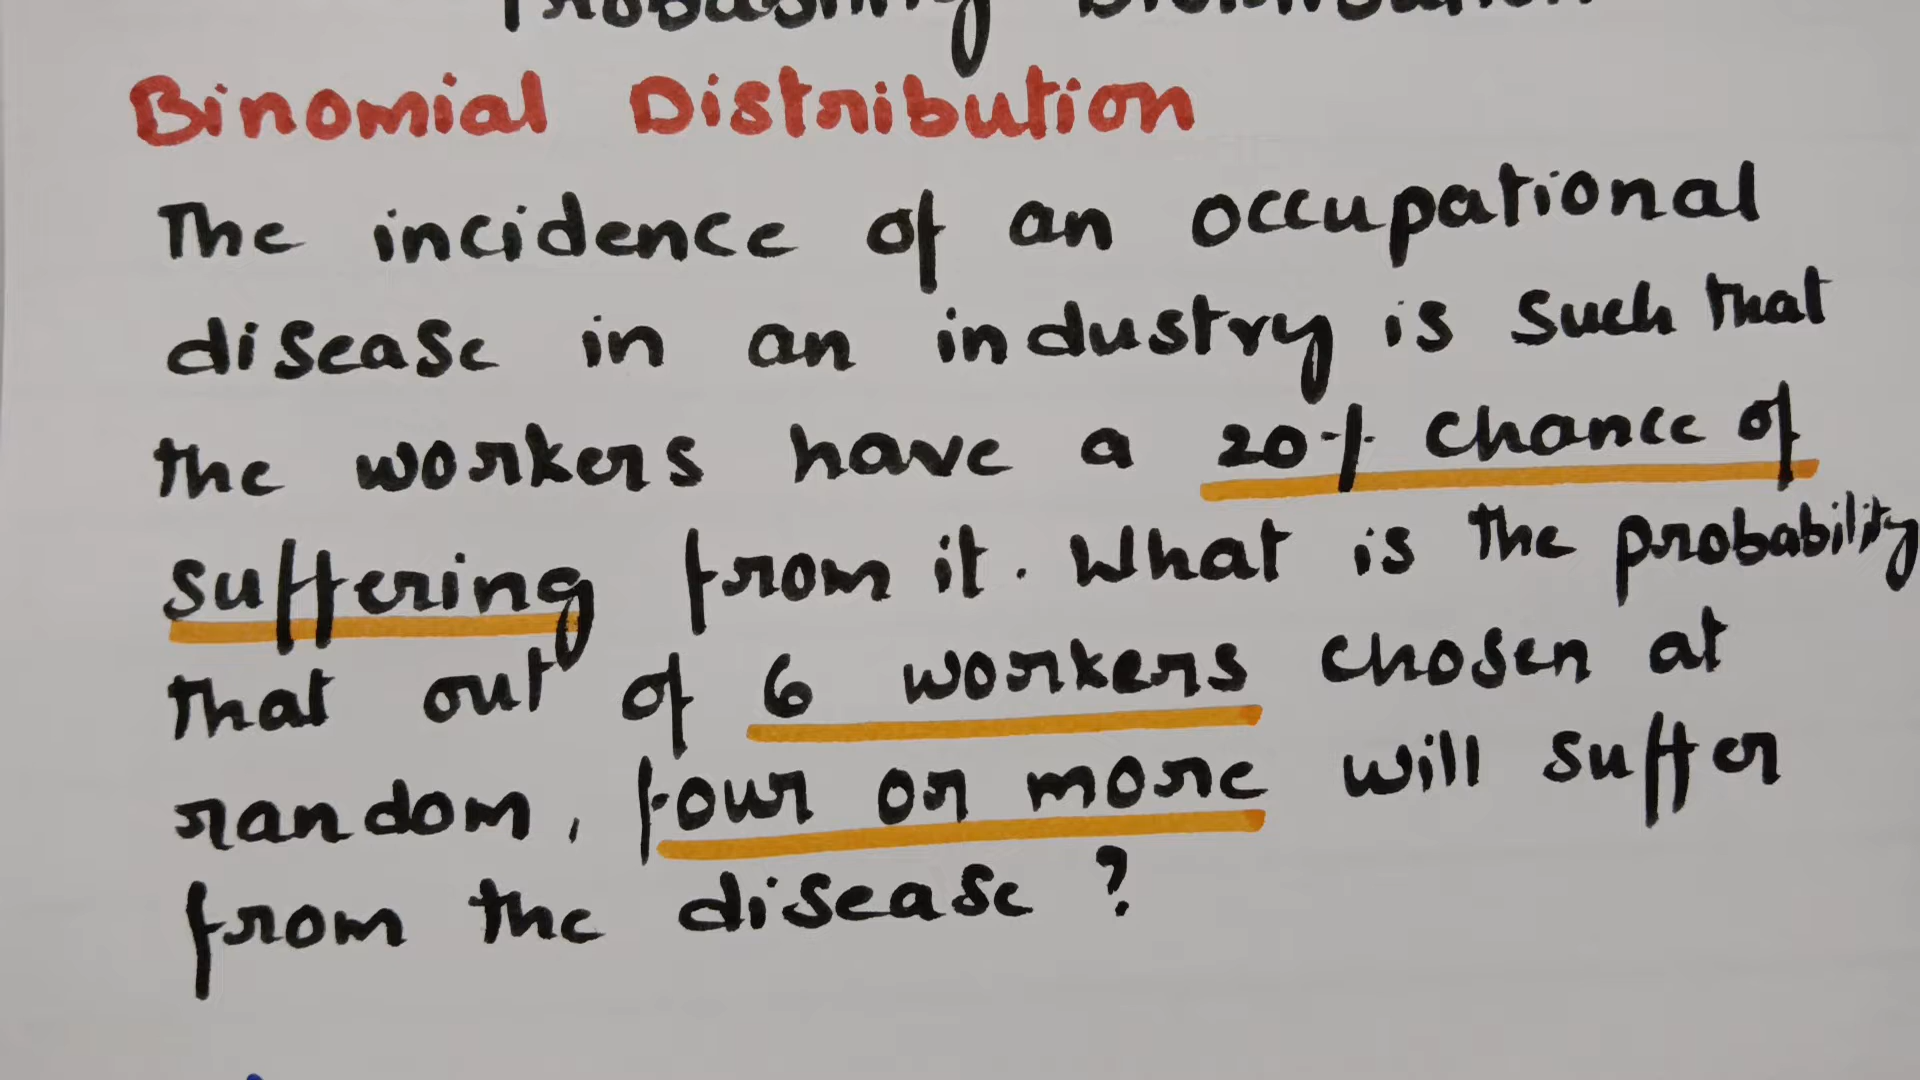 Probability Distribution
Binomial Distribution
The incidence of an occupational
disease in an industry is such that
the workers have a 20% chance of
suffering from it. What is the probability
that out of 6 workers chosen at
random, four or more will suffer
from the disease ?